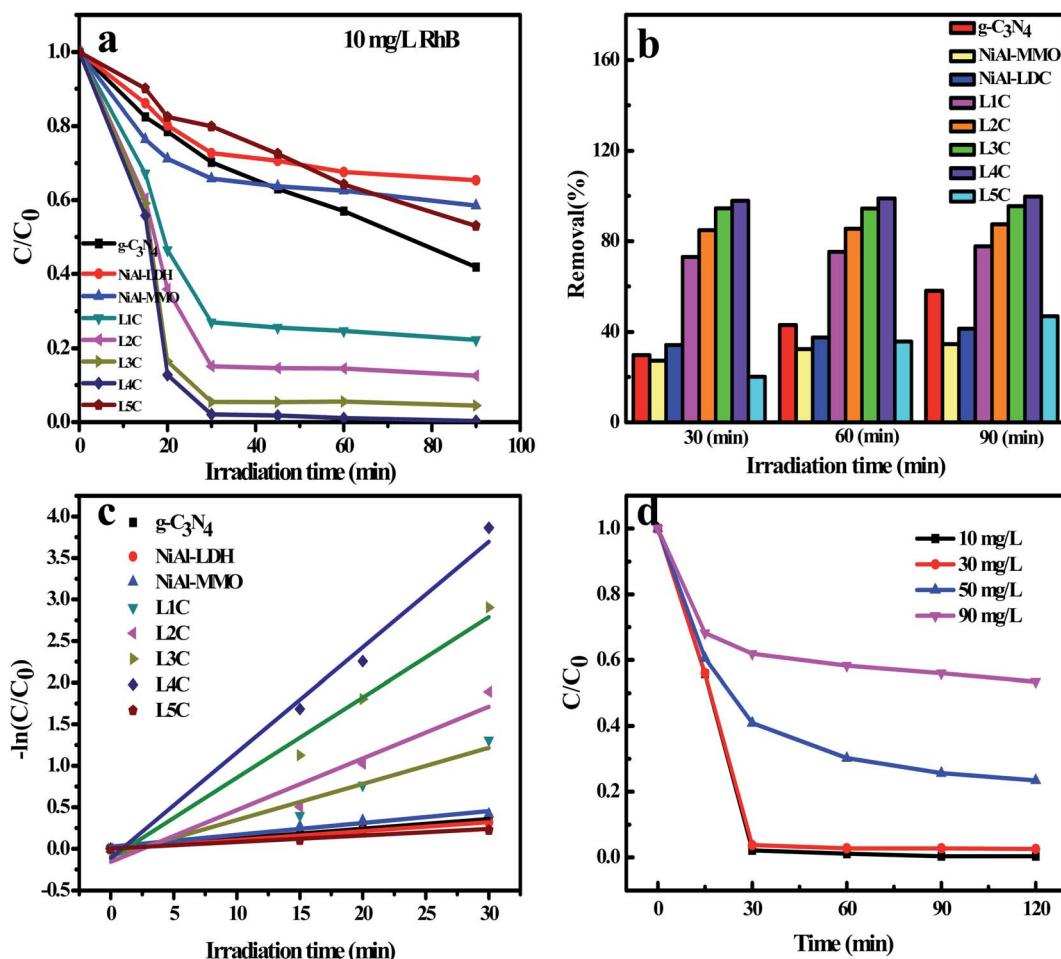 a
10 mg/L RhB
1.0
0.8
0.6
0.4
0.2
0.0
C/C₀
g-C₃N₄
NiAl-LDH
NiAl-MMO
L1C
L2C
L3C
L4C
L5C
0 20 40 60 80 100
Irradiation time (min)
b
160
120
80
40
0
Removal(%)
g-C₃N₄
NiAl-MMO
NiAl-LDC
L1C
L2C
L3C
L4C
L5C
30 (min) 60 (min) 90 (min)
Irradiation time (min)
c
4.0
3.5
3.0
2.5
2.0
1.5
1.0
0.5
0.0
-0.5
-ln(C/C₀)
g-C₃N₄
NiAl-LDH
NiAl-MMO
L1C
L2C
L3C
L4C
L5C
0 5 10 15 20 25 30
Irradiation time (min)
d
1.0
0.8
0.6
0.4
0.2
0.0
C/C₀
10 mg/L
30 mg/L
50 mg/L
90 mg/L
0 30 60 90 120
Time (min)